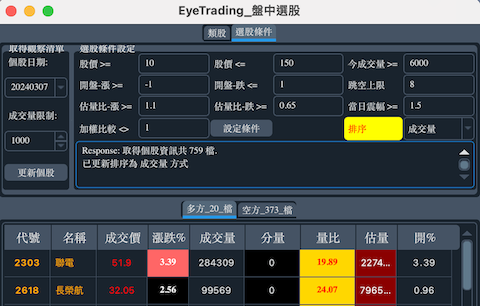 EyeTrading_盤中選股
類股 選股條件
取得觀察清單 選股條件設定
個股日期: 股價 >= 10 股價 <= 150 今成交量 >= 6000
20240307 開盤-漲 >= -1 開盤-跌 <= 1 跳空上限 8
成交量限制: 估量比-漲 >= 1.1 估量比-跌 >= 0.65 當日震幅 >= 1.5
1000 加權比較 <> 1 設定條件 排序 成交量
更新個股
Response: 取得個股資訊共 759 檔.
已更新排序為 成交量 方式
多方_20_檔 空方_373_檔
代號 名稱 成交價 漲跌% 成交量 分量 量比 估量 開%
2303 聯電 51.9 3.39 284309 0 19.89 2274... 3.39
2618 長榮航 32.05 2.56 99569 0 24.07 7965... 0.96